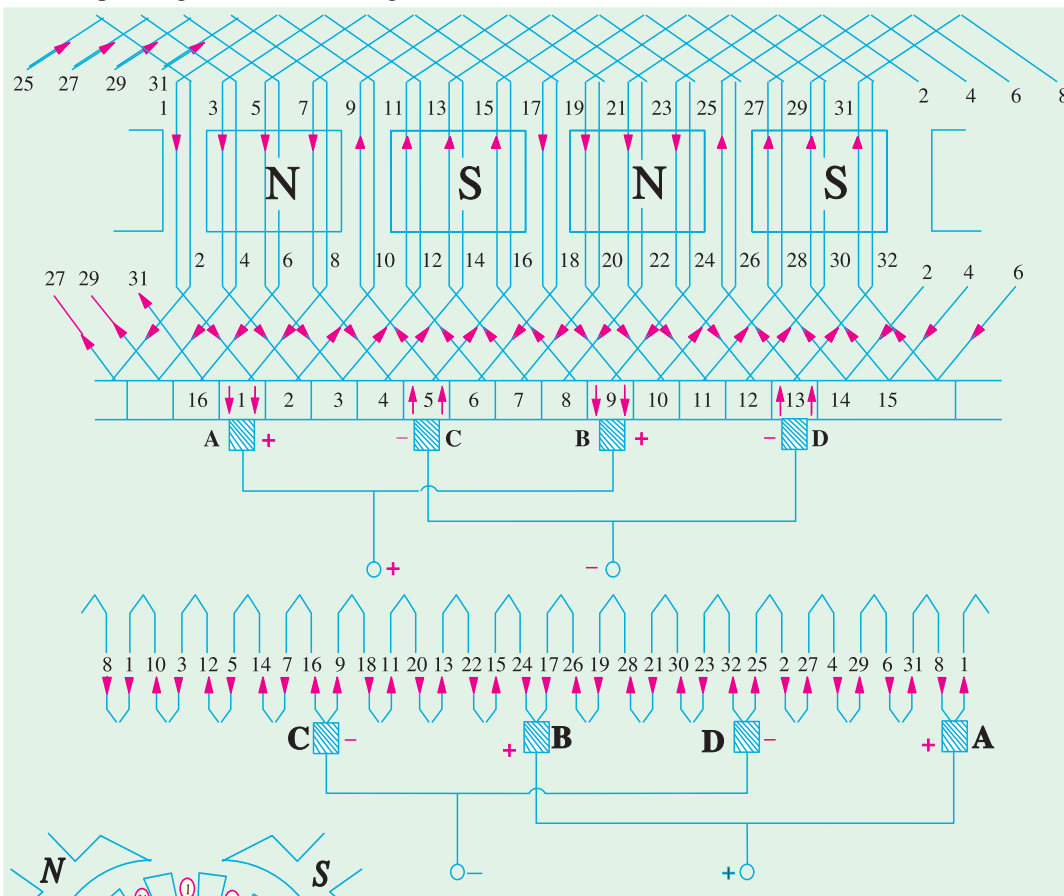 25 27 29 31
1 3 5 7 9 11 13 15 17 19 21 23 25 27 29 31 2 4 6 8
N S N S
2 4 6 8 10 12 14 16 18 20 22 24 26 28 30 32 2 4 6
27 29 31
16 1 2 3 4 5 6 7 8 9 10 11 12 13 14 15
A + − C B + − D
+ −
8 1 10 3 12 5 14 7 16 9 18 11 20 13 22 15 24 17 26 19 28 21 30 23 32 25 2 27 4 29 6 31 8 1
C − + B D − + A
− +
N 1 S